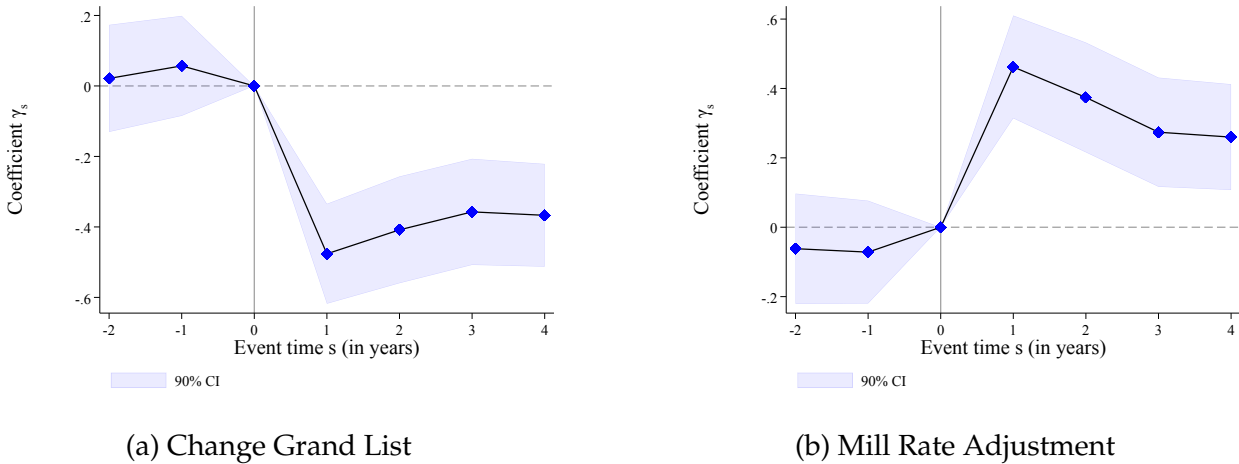 .2
0
-.2
-.4
-.6
Coefficient γs
-2 -1 0 1 2 3 4
Event time s (in years)
90% CI
(a) Change Grand List
.6
.4
.2
0
-.2
Coefficient γs
-2 -1 0 1 2 3 4
Event time s (in years)
90% CI
(b) Mill Rate Adjustment